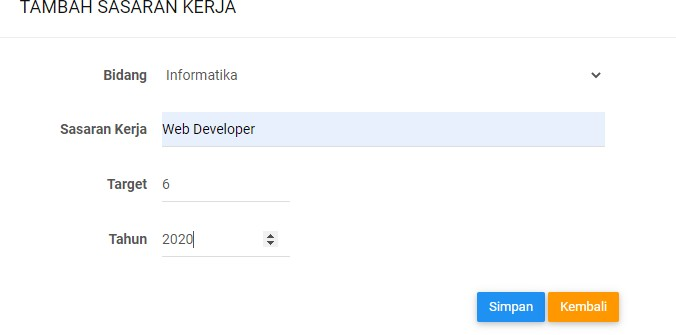 TAMBAH SASARAN KERJA
Bidang Informatika
Sasaran Kerja Web Developer
Target 6
Tahun 2020
Simpan Kembali